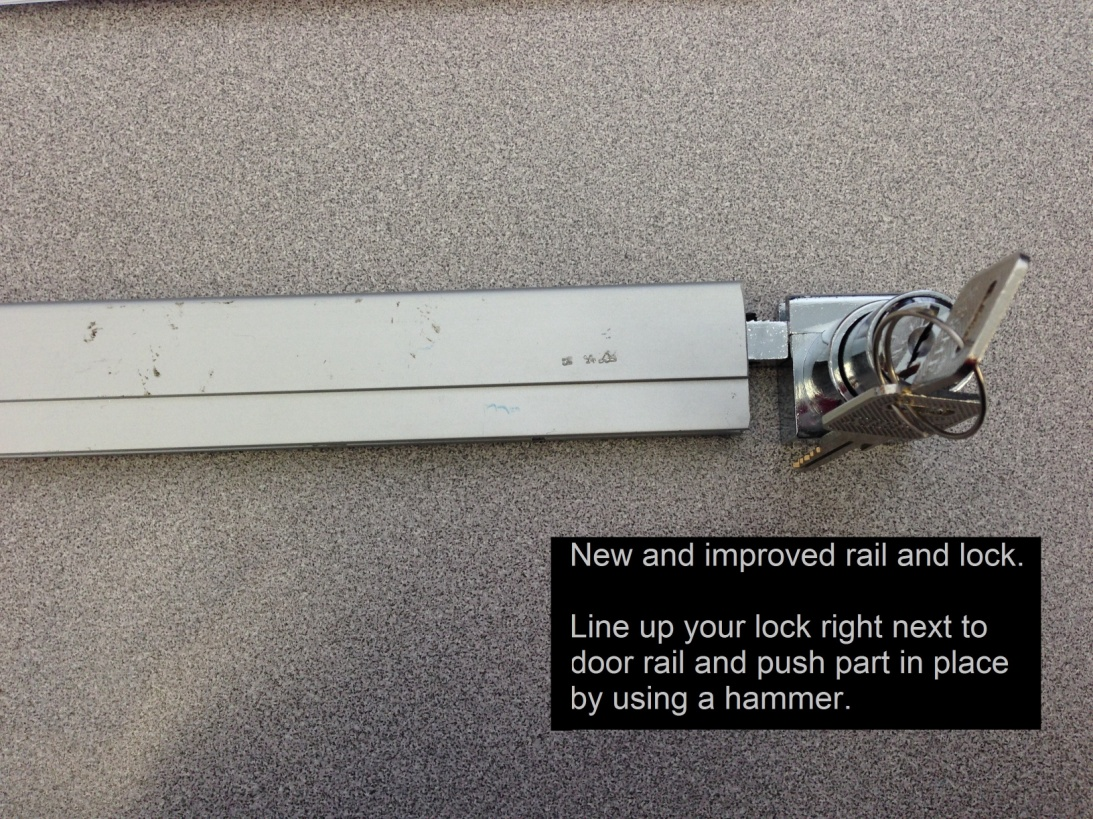 New and improved rail and lock.
Line up your lock right next to
door rail and push part in place
by using a hammer.